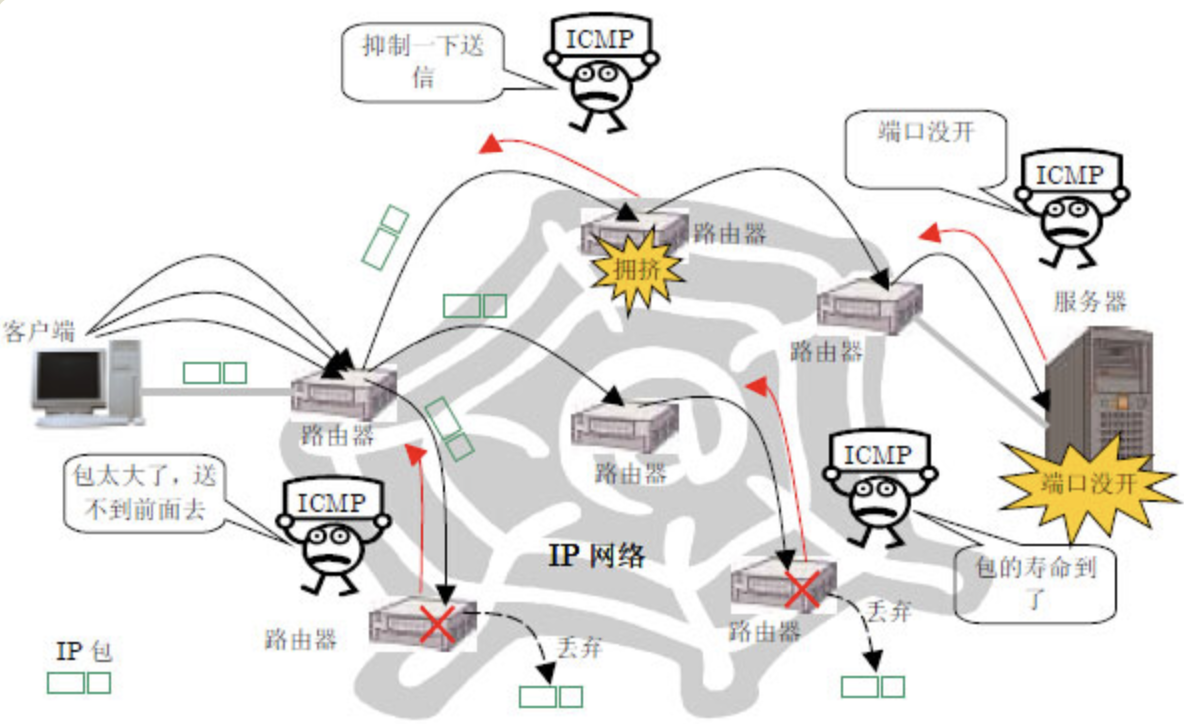 抑制一下送
信
ICMP
端口没开
ICMP
路由器
拥挤
服务器
客户端
路由器
路由器
路由器
ICMP
包太大了，送
不到前面去
ICMP
端口没开
IP 网络
包的寿命到
了
路由器
丢弃
路由器
丢弃
IP 包